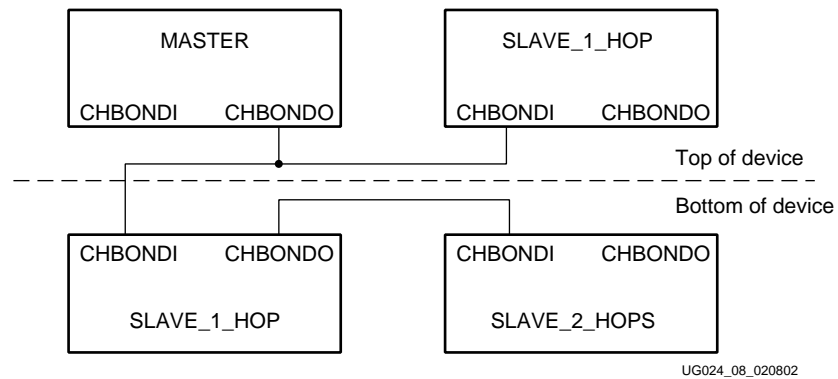 MASTER
SLAVE_1_HOP
CHBONDI CHBONDO
CHBONDI CHBONDO
Top of device
Bottom of device
CHBONDI CHBONDO
CHBONDI CHBONDO
SLAVE_1_HOP
SLAVE_2_HOPS
UG024_08_020802